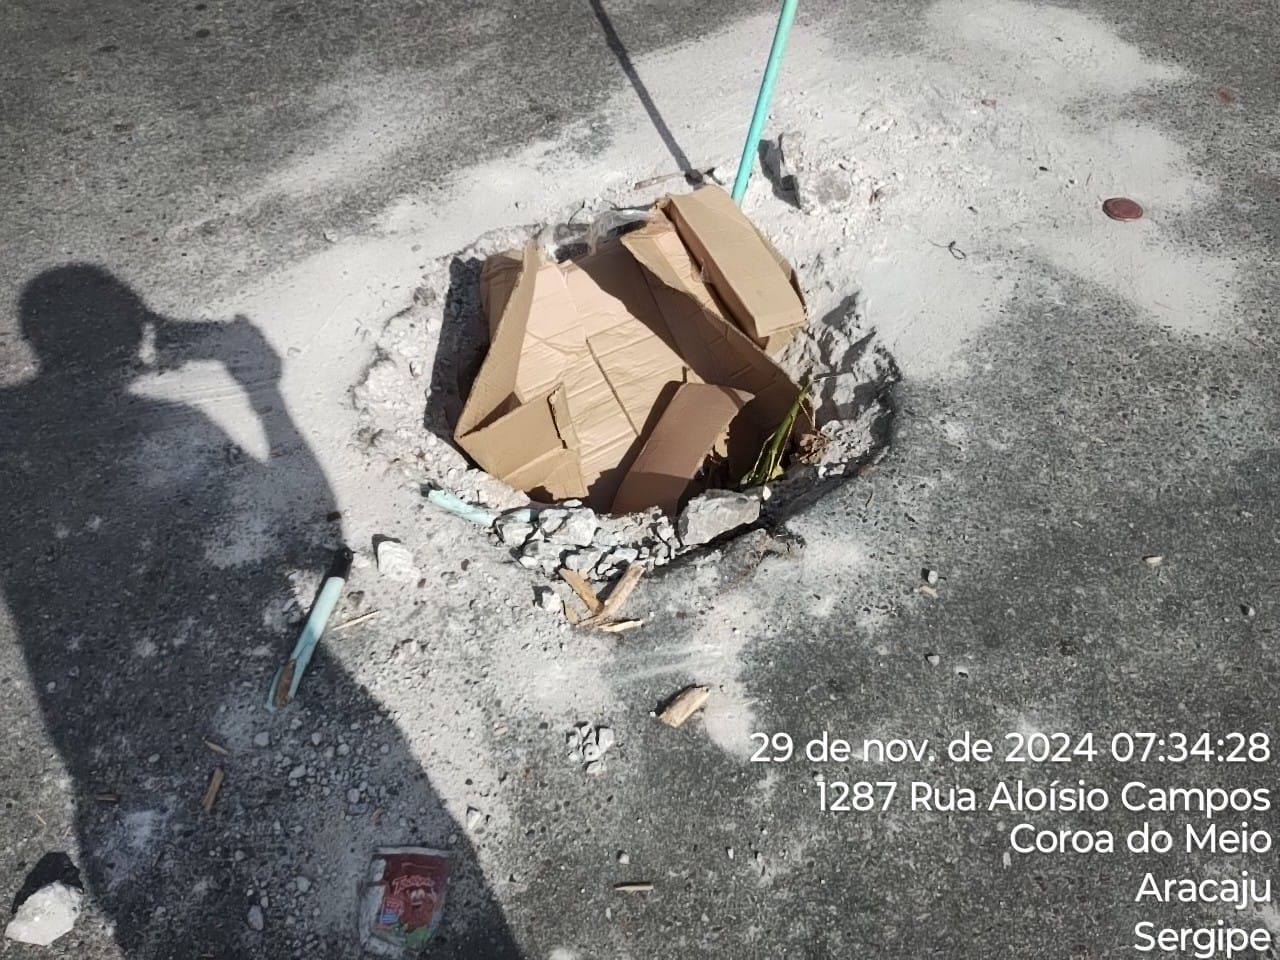 29 de nov. de 2024 07:34:28
1287 Rua Aloísio Campos
Coroa do Meio
Aracaju
Sergipe